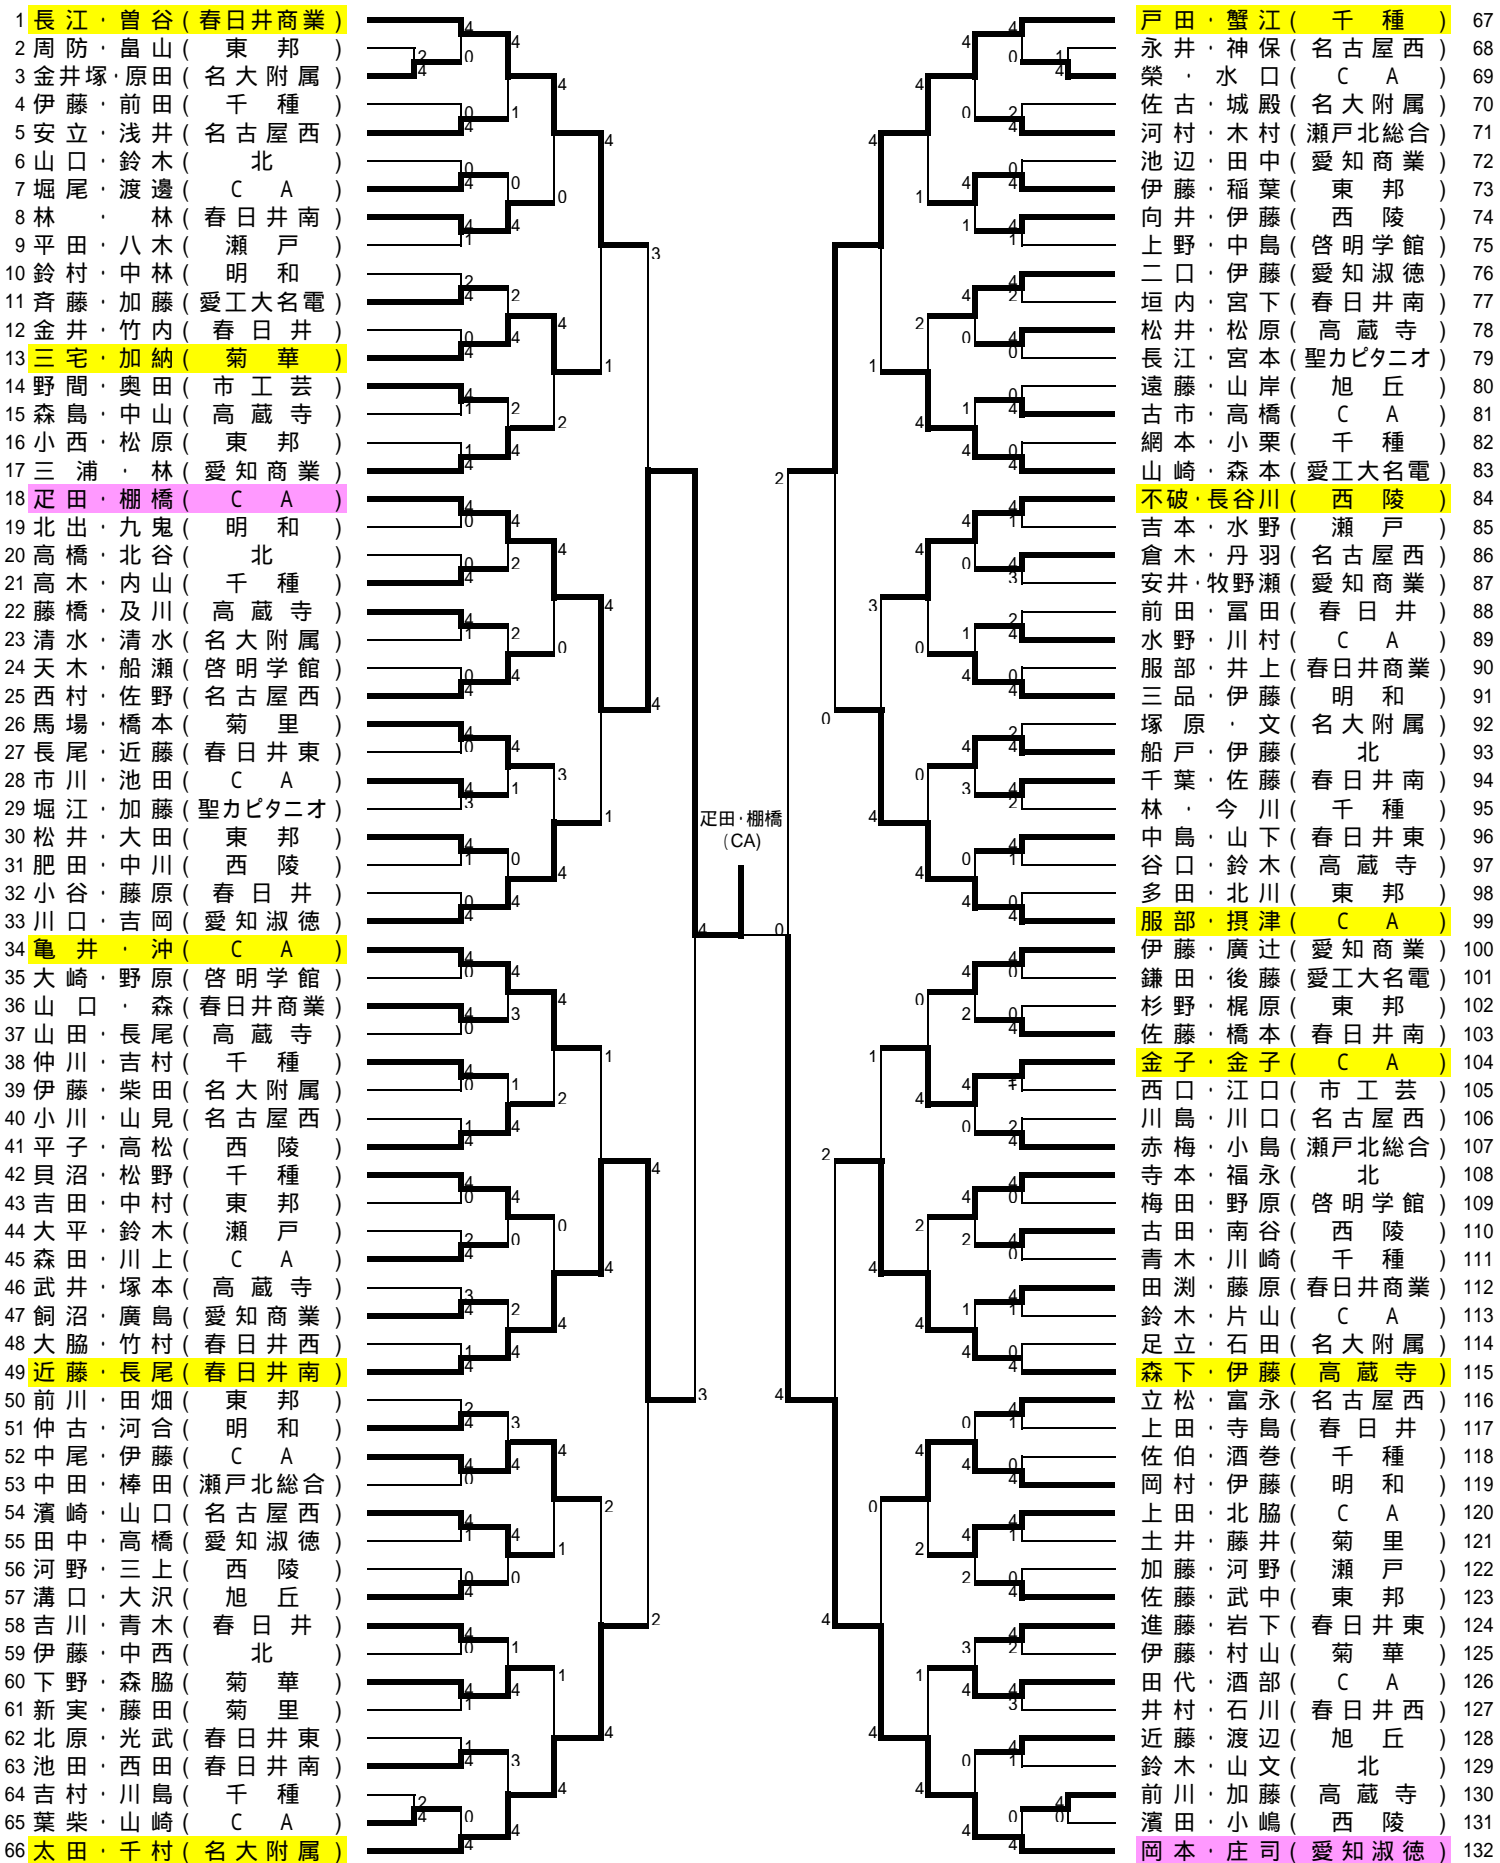 1 長江・曽谷(春日井商業)
2 周防・畠山(東邦)
3 金井塚・原田(名大附属)
4 伊藤・前田(千種)
5 安立・浅井(名古屋西)
6 山口・鈴木(北)
7 堀尾・渡邊(CA)
8 林・林(春日井南)
9 平田・八木(瀬戸)
10 鈴村・中林(明和)
11 斉藤・加藤(愛工大名電)
12 金井・竹内(春日井)
13 三宅・加納(菊華)
14 野間・奥田(市工芸)
15 森島・中山(高蔵寺)
16 小西・松原(東邦)
17 三浦・林(愛知商業)
18 疋田・棚橋(CA)
19 北出・九鬼(明和)
20 高橋・北谷(北)
21 高木・内山(千種)
22 藤橋・及川(高蔵寺)
23 清水・清水(名大附属)
24 天木・船瀬(啓明学館)
25 西村・佐野(名古屋西)
26 馬場・橋本(菊里)
27 長尾・近藤(春日井東)
28 市川・池田(CA)
29 堀江・加藤(聖カピタニオ)
30 松井・大田(東邦)
31 肥田・中川(西陵)
32 小谷・藤原(春日井)
33 川口・吉岡(愛知淑徳)
34 亀井・沖(CA)
35 大崎・野原(啓明学館)
36 山口・森(春日井商業)
37 山田・長尾(高蔵寺)
38 仲川・吉村(千種)
39 伊藤・柴田(名大附属)
40 小川・山見(名古屋西)
41 平子・高松(西陵)
42 貝沼・松野(千種)
43 吉田・中村(東邦)
44 大平・鈴木(瀬戸)
45 森田・川上(CA)
46 武井・塚本(高蔵寺)
47 飼沼・廣島(愛知商業)
48 大脇・竹村(春日井西)
49 近藤・長尾(春日井南)
50 前川・田畑(東邦)
51 仲古・河合(明和)
52 中尾・伊藤(CA)
53 中田・棒田(瀬戸北総合)
54 濱崎・山口(名古屋西)
55 田中・高橋(愛知淑徳)
56 河野・三上(西陵)
57 溝口・大沢(旭丘)
58 吉川・青木(春日井)
59 伊藤・中西(北)
60 下野・森脇(菊華)
61 新実・藤田(菊里)
62 北原・光武(春日井東)
63 池田・西田(春日井南)
64 吉村・川島(千種)
65 葉柴・山崎(CA)
66 太田・千村(名大附属)
疋田・棚橋
(CA)
戸田・蟹江(千種) 67
永井・神保(名古屋西) 68
榮・水口(CA) 69
佐古・城殿(名大附属) 70
河村・木村(瀬戸北総合) 71
池辺・田中(愛知商業) 72
伊藤・稲葉(東邦) 73
向井・伊藤(西陵) 74
上野・中島(啓明学館) 75
二口・伊藤(愛知淑徳) 76
垣内・宮下(春日井南) 77
松井・松原(高蔵寺) 78
長江・宮本(聖カピタニオ) 79
遠藤・山岸(旭丘) 80
古市・高橋(CA) 81
網本・小栗(千種) 82
山崎・森本(愛工大名電) 83
不破・長谷川(西陵) 84
吉本・水野(瀬戸) 85
倉木・丹羽(名古屋西) 86
安井・牧野瀬(愛知商業) 87
前田・冨田(春日井) 88
水野・川村(CA) 89
服部・井上(春日井商業) 90
三品・伊藤(明和) 91
塚原・文(名大附属) 92
船戸・伊藤(北) 93
千葉・佐藤(春日井南) 94
林・今川(千種) 95
中島・山下(春日井東) 96
谷口・鈴木(高蔵寺) 97
多田・北川(東邦) 98
服部・摂津(CA) 99
伊藤・廣辻(愛知商業) 100
鎌田・後藤(愛工大名電) 101
杉野・梶原(東邦) 102
佐藤・橋本(春日井南) 103
金子・金子(CA) 104
西口・江口(市工芸) 105
川島・川口(名古屋西) 106
赤梅・小島(瀬戸北総合) 107
寺本・福永(北) 108
梅田・野原(啓明学館) 109
古田・南谷(西陵) 110
青木・川崎(千種) 111
田渕・藤原(春日井商業) 112
鈴木・片山(CA) 113
足立・石田(名大附属) 114
森下・伊藤(高蔵寺) 115
立松・富永(名古屋西) 116
上田・寺島(春日井) 117
佐伯・酒巻(千種) 118
岡村・伊藤(明和) 119
上田・北脇(CA) 120
土井・藤井(菊里) 121
加藤・河野(瀬戸) 122
佐藤・武中(東邦) 123
進藤・岩下(春日井東) 124
伊藤・村山(菊華) 125
田代・酒部(CA) 126
井村・石川(春日井西) 127
近藤・渡辺(旭丘) 128
鈴木・山文(北) 129
前川・加藤(高蔵寺) 130
濱田・小嶋(西陵) 131
岡本・庄司(愛知淑徳) 132